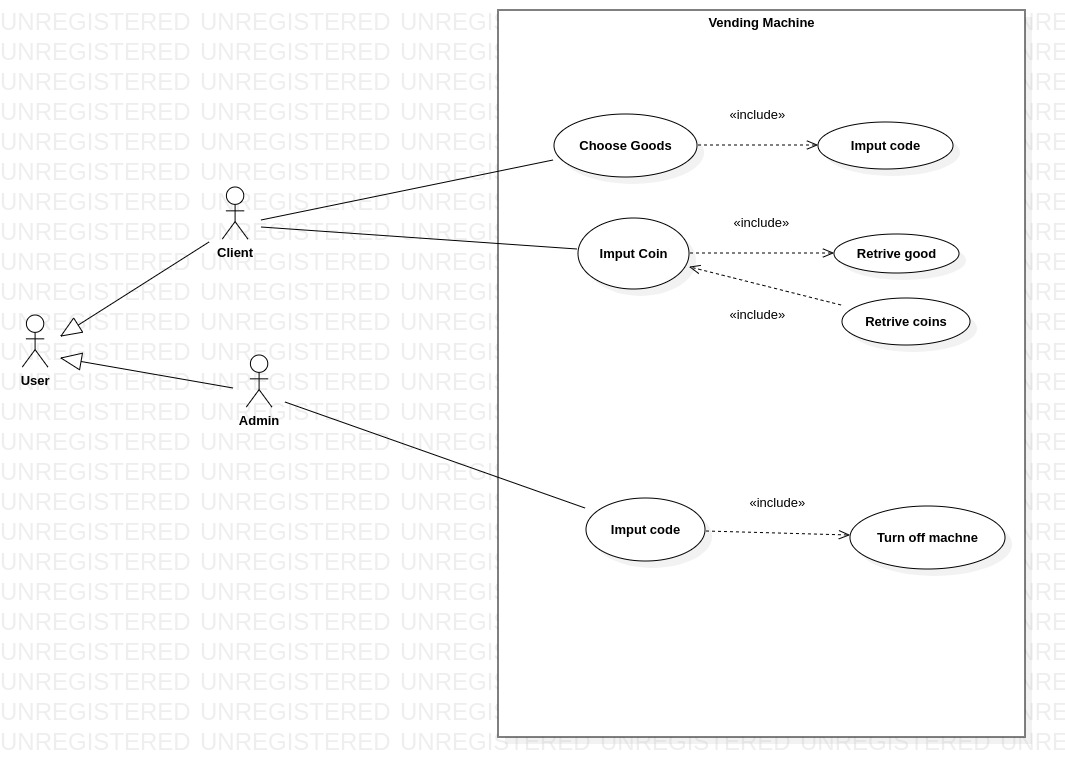 Vending Machine
«include»
Choose Goods
Imput code
«include»
Client
Imput Coin
Retrive good
«include»
Retrive coins
User
Admin
«include»
Imput code
Turn off machne
UNREGISTERED UNREGISTERED UNREGISTERED UNREGISTERED UNREGISTERED